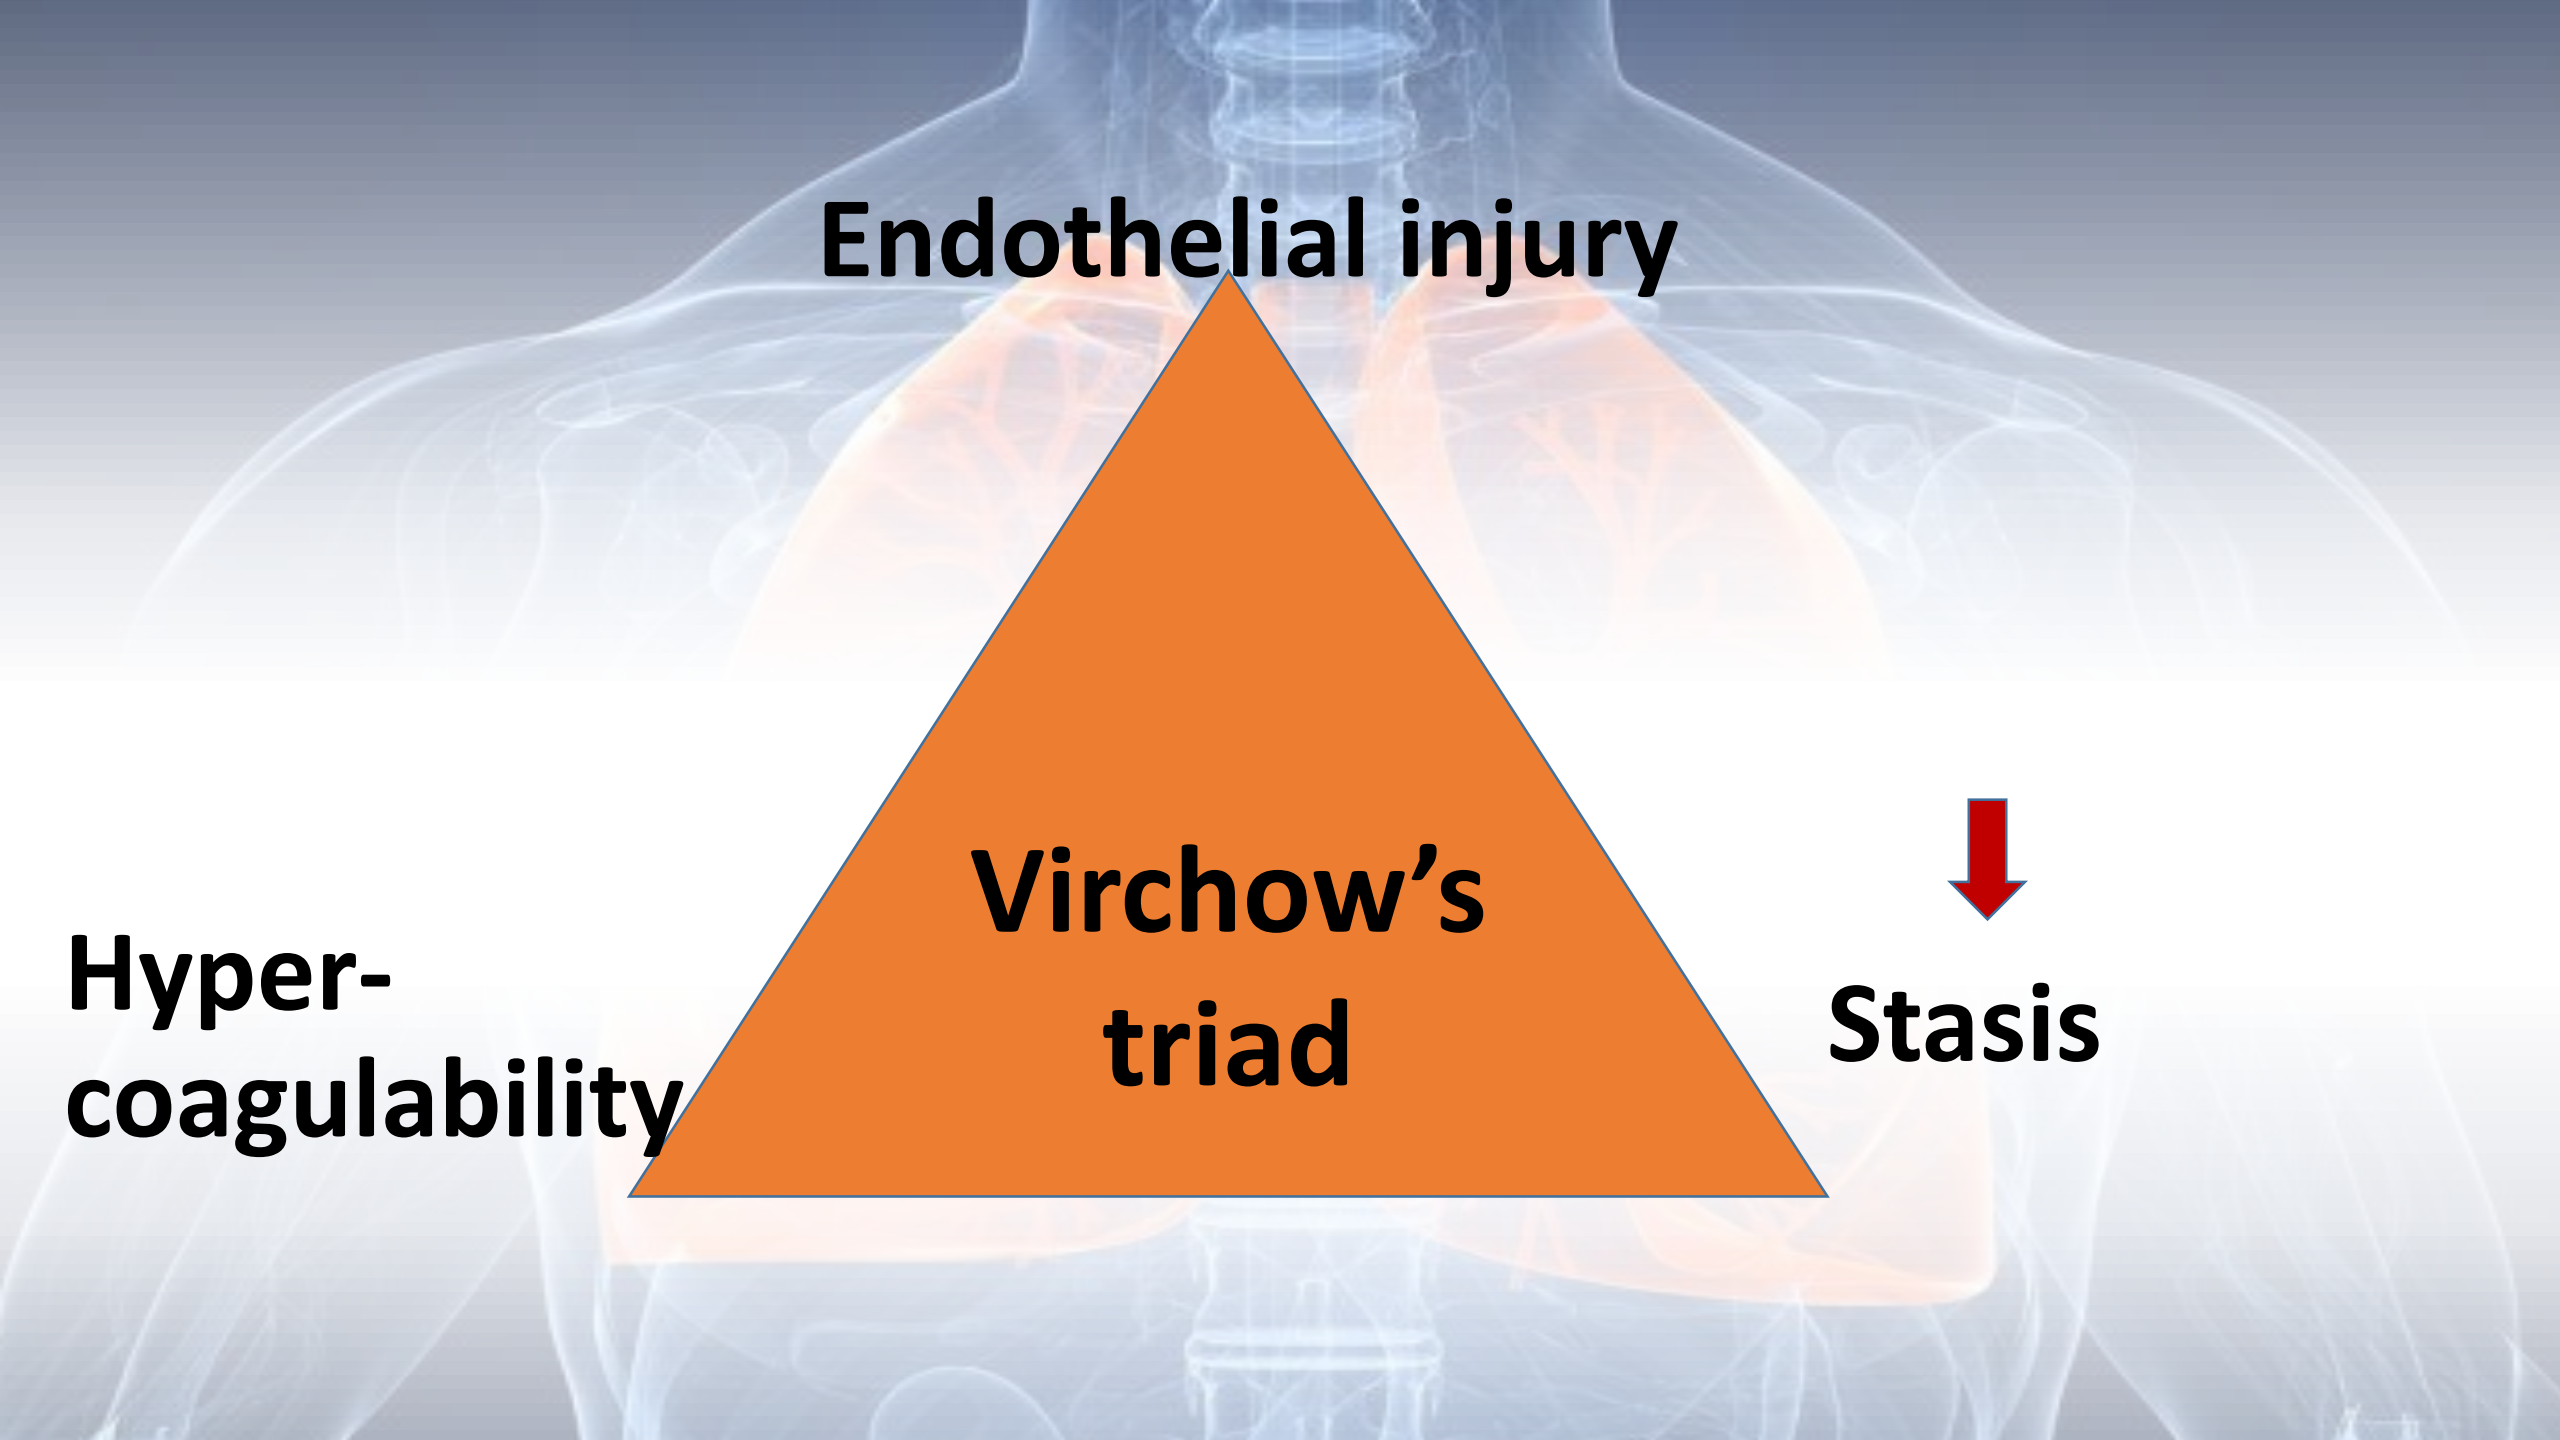 Endothelial injury
Virchow’s
triad
Hyper-
coagulability
Stasis